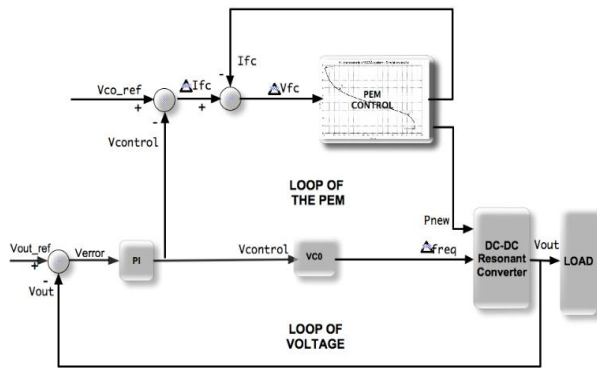 Ifc
Vco_ref
+
-
ΔIfc
+
-
ΔVfc
PEM
CONTROL
Vcontrol
LOOP OF
THE PEM
Pnew
Vout_ref
+
-
Vout
Verror
PI
Vcontrol
VC0
Δfreq
DC-DC
Resonant
Converter
Vout
LOAD
LOOP OF
VOLTAGE